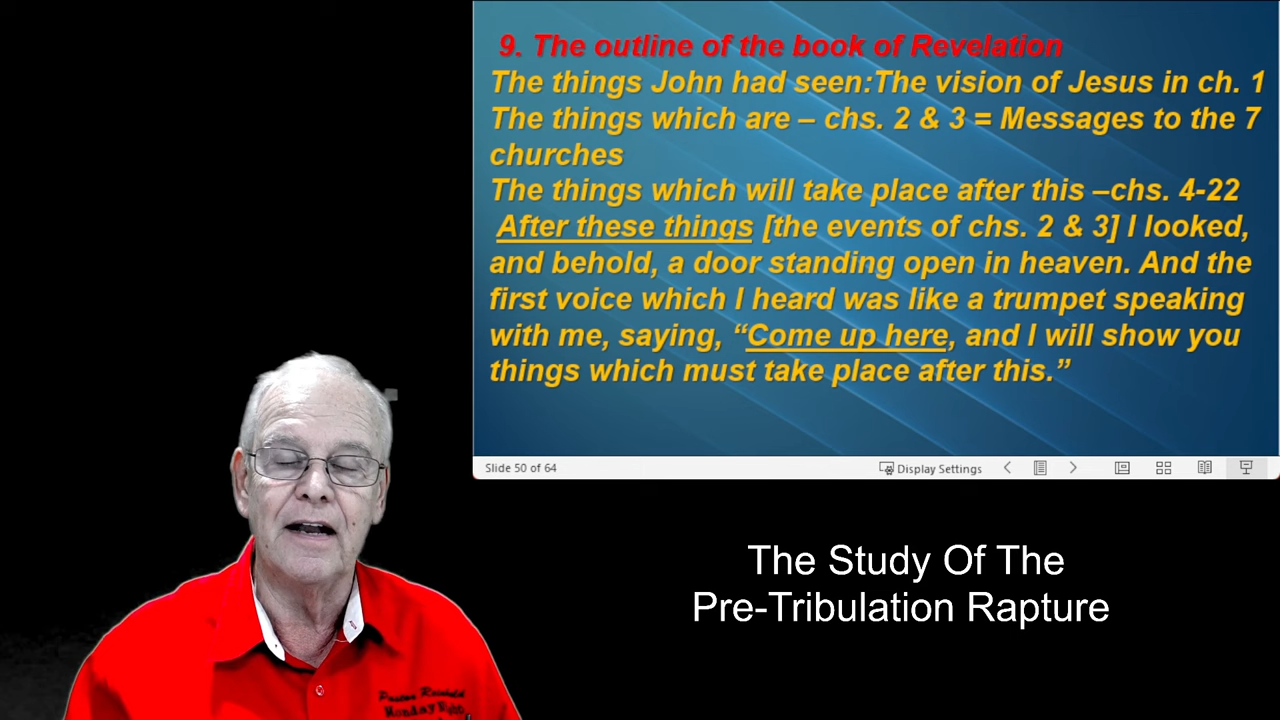 9. The outline of the book of Revelation
The things John had seen:The vision of Jesus in ch. 1
The things which are – chs. 2 & 3 = Messages to the 7
churches
The things which will take place after this –chs. 4-22
After these things [the events of chs. 2 & 3] I looked,
and behold, a door standing open in heaven. And the
first voice which I heard was like a trumpet speaking
with me, saying, “Come up here, and I will show you
things which must take place after this.”
Slide 50 of 64
Display Settings
The Study Of The
Pre-Tribulation Rapture
Pastor
Monday